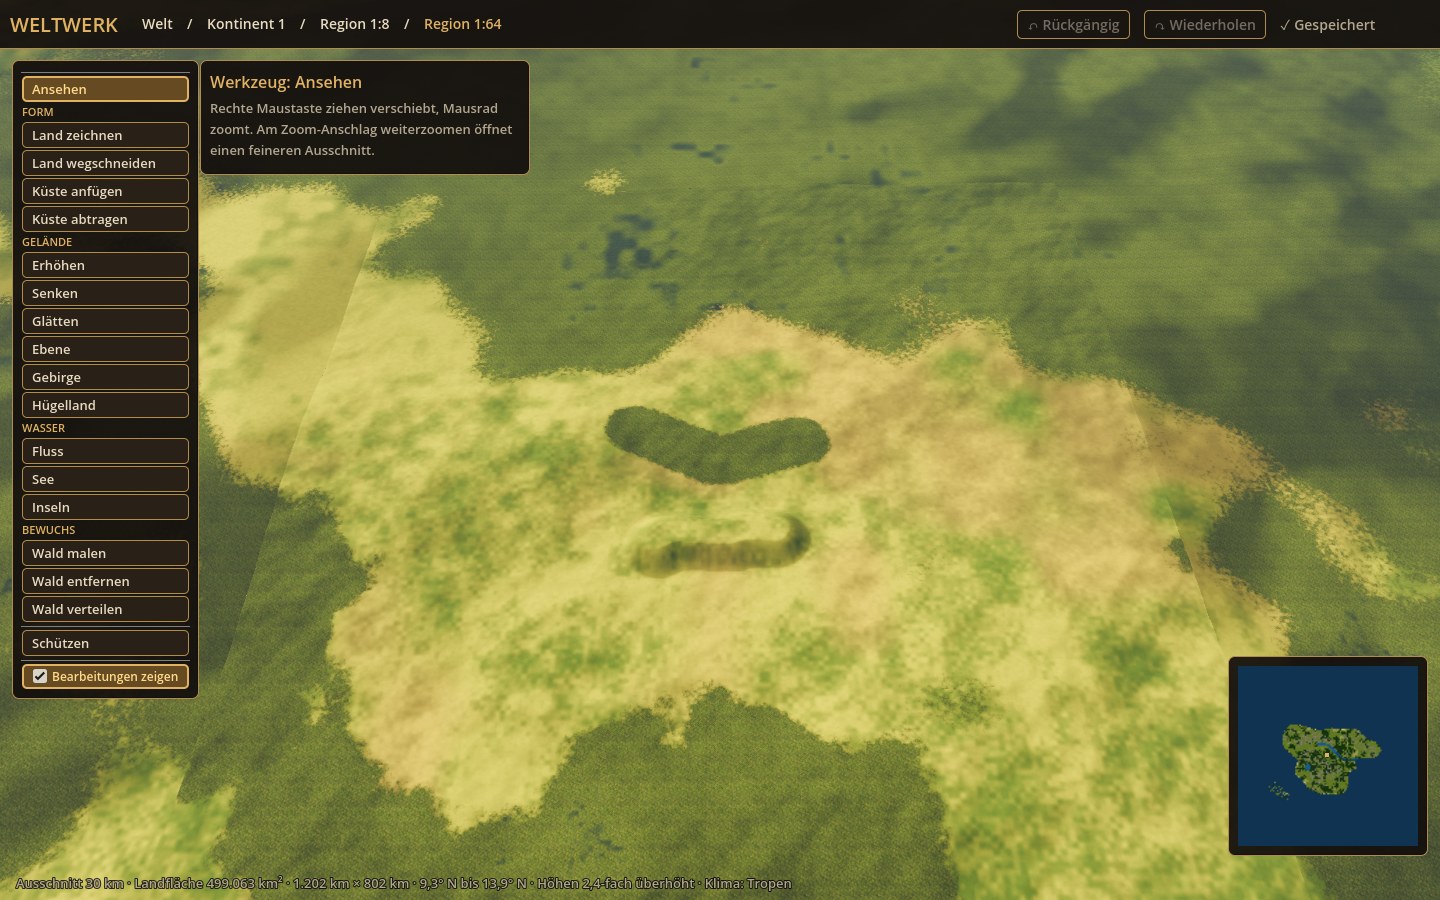 WELTWERK Welt / Kontinent 1 / Region 1:8 / Region 1:64 Rückgängig Wiederholen ✓ Gespeichert
Ansehen
FORM
Land zeichnen
Land wegschneiden
Küste anfügen
Küste abtragen
GELÄNDE
Erhöhen
Senken
Glätten
Ebene
Gebirge
Hügelland
WASSER
Fluss
See
Inseln
BEWUCHS
Wald malen
Wald entfernen
Wald verteilen
Schützen
Bearbeitungen zeigen
Werkzeug: Ansehen
Rechte Maustaste ziehen verschiebt, Mausrad
zoomt. Am Zoom-Anschlag weiterzoomen öffnet
einen feineren Ausschnitt.
Ausschnitt 30 km · Landfläche 499.063 km² · 1.202 km × 802 km · 9,3° N bis 13,9° N · Höhen 2,4-fach überhöht · Klima: Tropen